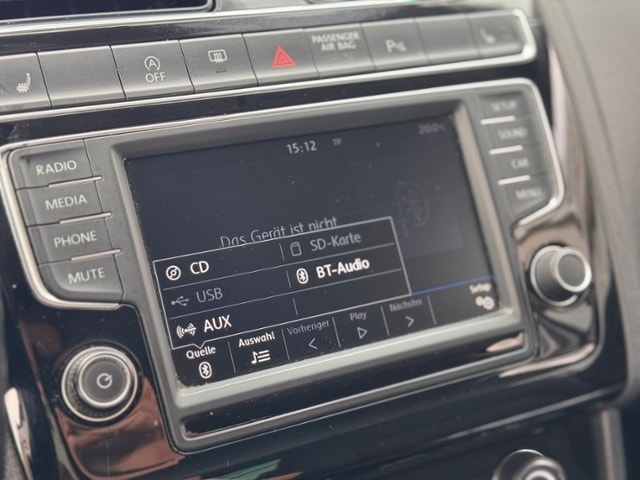 OFF
PASSENGER
AIR BAG
P
RADIO
MEDIA
PHONE
MUTE
SETUP
SOUND
CAR
MENU
15:12
TP
Das Gerät ist nicht
CD
SD-Karte
USB
BT-Audio
AUX
Quelle
Auswahl
Vorheriger
Play
Nächster
Setup